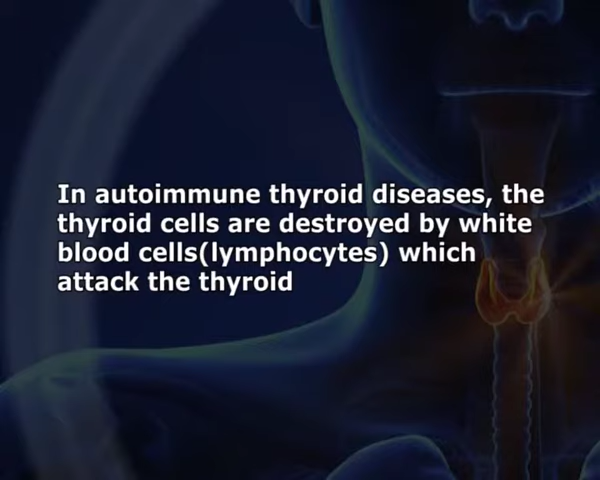 In autoimmune thyroid diseases, the
thyroid cells are destroyed by white
blood cells(lymphocytes) which
attack the thyroid